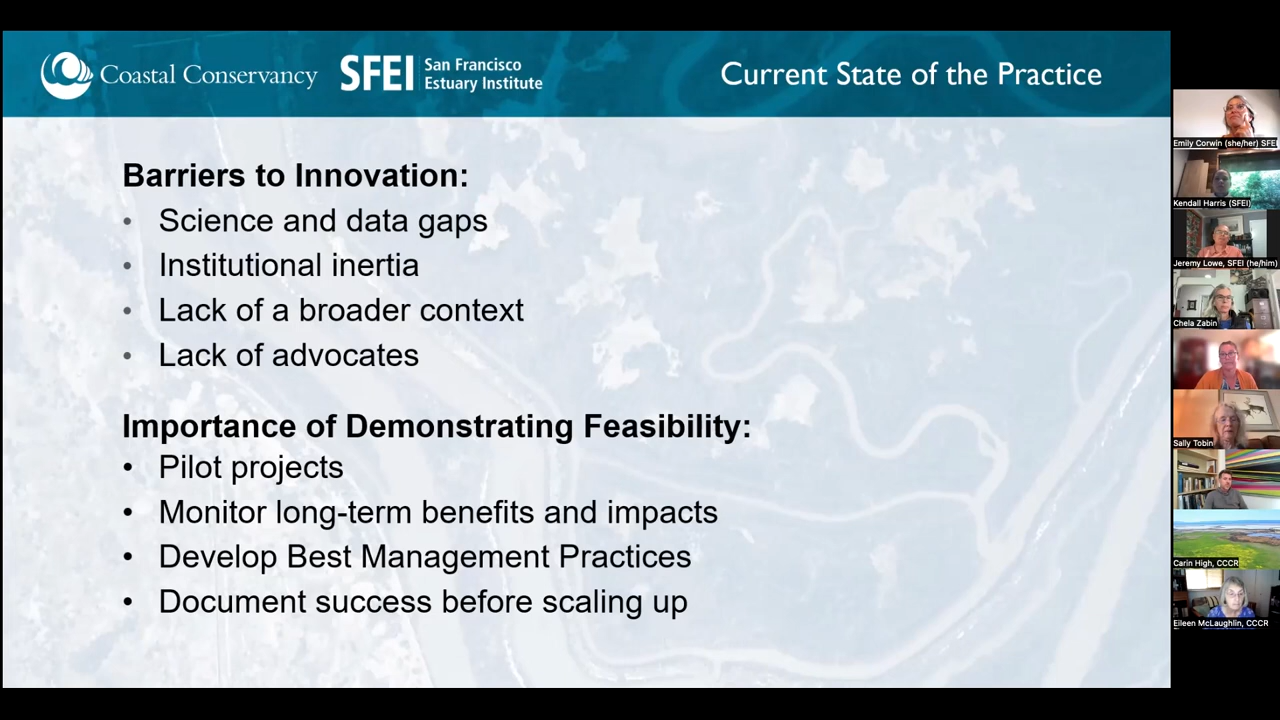 Coastal Conservancy
SFEI
San Francisco
Estuary Institute
Current State of the Practice
Barriers to Innovation:
• Science and data gaps
• Institutional inertia
• Lack of a broader context
• Lack of advocates
Importance of Demonstrating Feasibility:
• Pilot projects
• Monitor long-term benefits and impacts
• Develop Best Management Practices
• Document success before scaling up
Emily Corwin (she/her) SFE
Kendall Harris (SFEI)
Jeremy Lowe, SFEI (he/him)
Chela Zabin
Sally Tobin
Carin High, CCCR
Eileen McLaughlin, CCCR